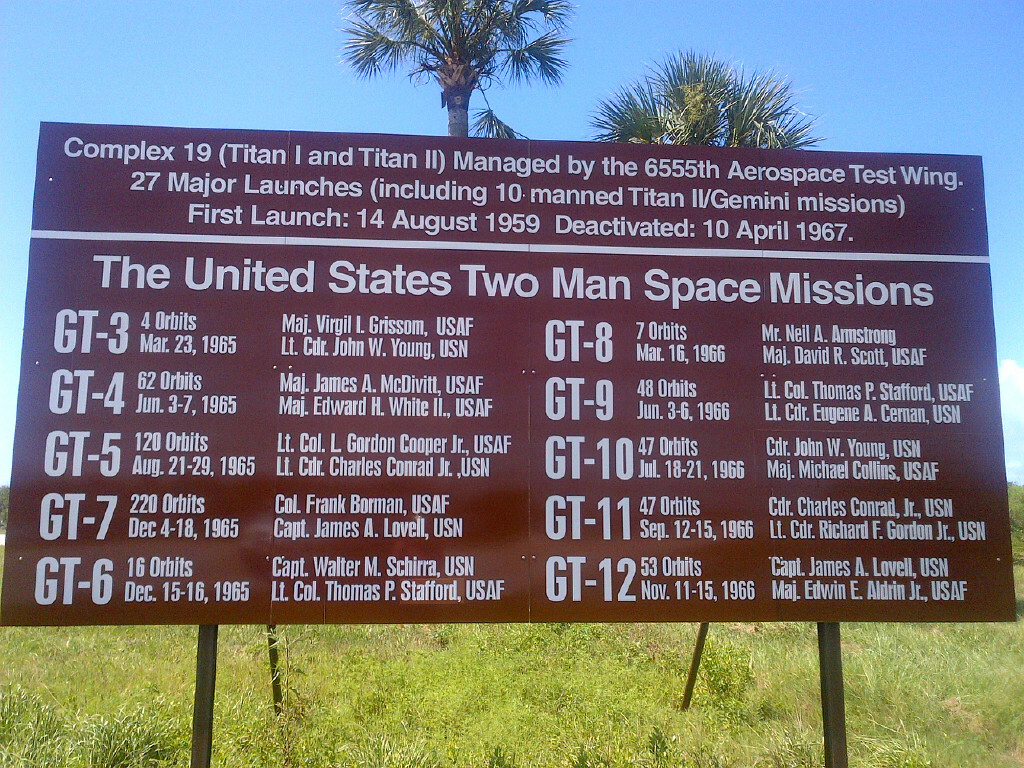 Complex 19 (Titan I and Titan II) Managed by the 6555th Aerospace Test Wing.
27 Major Launches (including 10 manned Titan II/Gemini missions)
First Launch: 14 August 1959 Deactivated: 10 April 1967.
The United States Two Man Space Missions
GT-3 4 Orbits Maj. Virgil I. Grissom, USAF
Mar. 23, 1965 Lt. Cdr. John W. Young, USN
GT-4 62 Orbits Maj. James A. McDivitt, USAF
Jun. 3-7, 1965 Maj. Edward H. White II., USAF
GT-5 120 Orbits Lt. Col. L. Gordon Cooper Jr., USAF
Aug. 21-29, 1965 Lt. Cdr. Charles Conrad Jr. ,USN
GT-7 220 Orbits Col. Frank Borman, USAF
Dec 4-18, 1965 Capt. James A. Lovell, USN
GT-6 16 Orbits Capt. Walter M. Schirra, USN
Dec. 15-16, 1965 Lt. Col. Thomas P. Stafford, USAF
GT-8 7 Orbits Mr. Neil A. Armstrong
Mar. 16, 1966 Maj. David R. Scott, USAF
GT-9 48 Orbits Lt. Col. Thomas P. Stafford, USAF
Jun. 3-6, 1966 Lt. Cdr. Eugene A. Cernan, USN
GT-10 47 Orbits Cdr. John W. Young, USN
Jul. 18-21, 1966 Maj. Michael Collins, USAF
GT-11 47 Orbits Cdr. Charles Conrad, Jr., USN
Sep. 12-15, 1966 Lt. Cdr. Richard F. Gordon Jr., USN
GT-12 53 Orbits Capt. James A. Lovell, USN
Nov. 11-15, 1966 Maj. Edwin E. Aldrin Jr., USAF